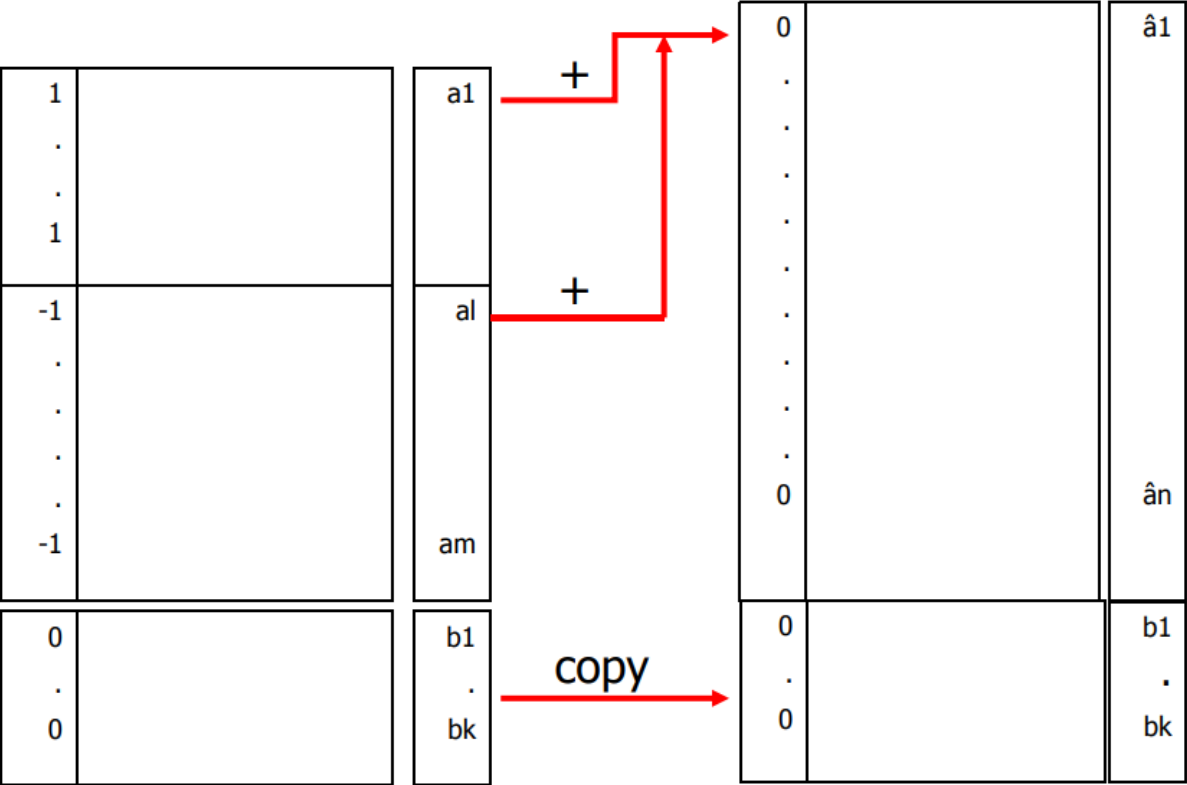 1 a1
.
.
1
-1 al
.
.
.
.
-1 am
0 b1
. .
0 bk
+
+
copy
0 â1
.
.
.
.
.
.
.
.
.
0 ân
0 b1
. .
0 bk